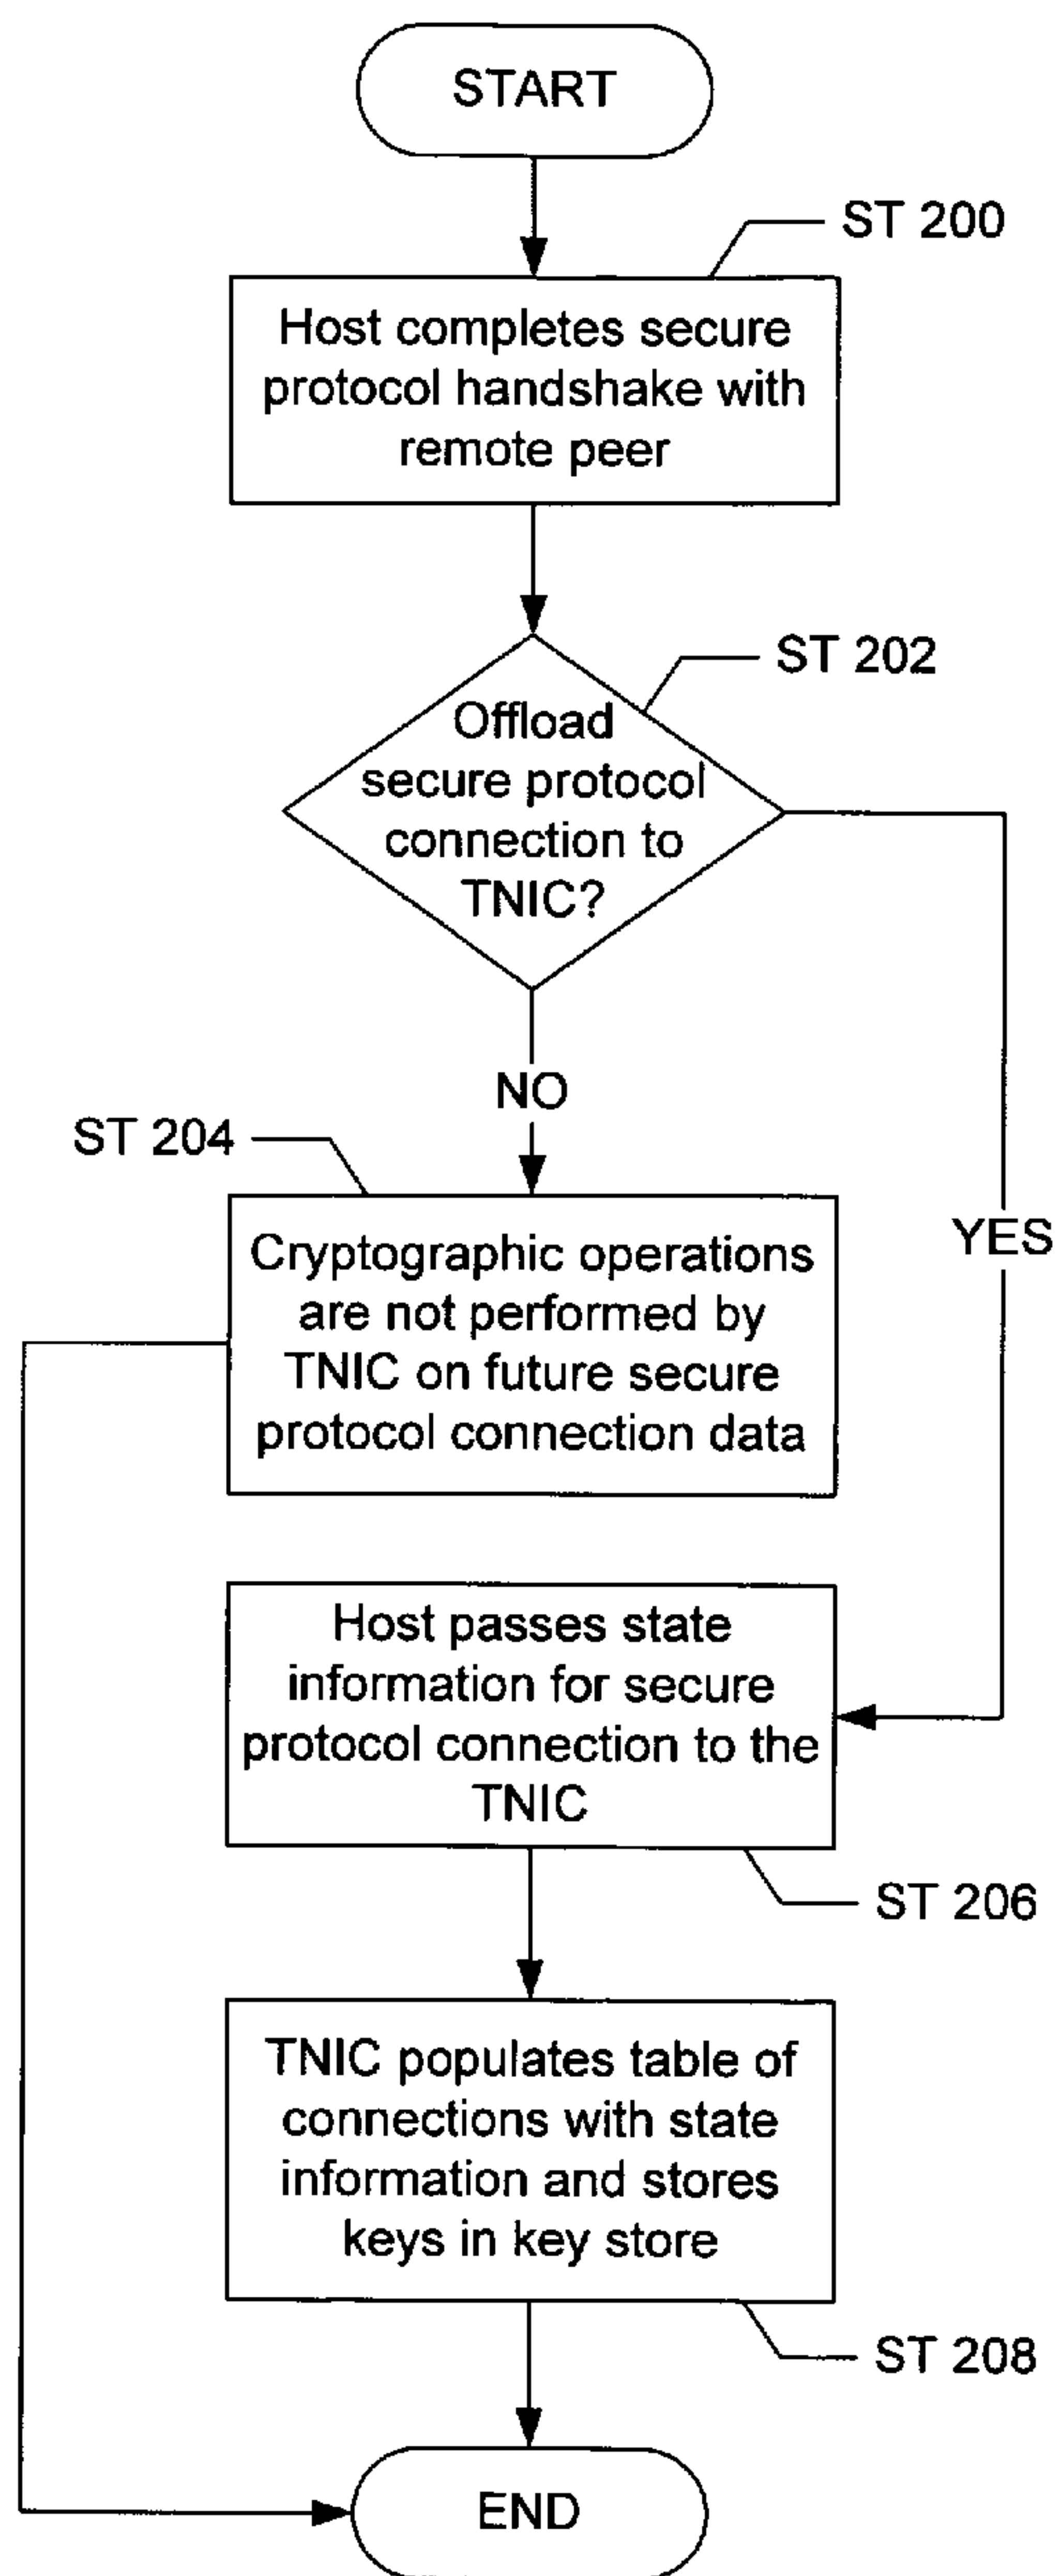 START
ST 200
Host completes secure
protocol handshake with
remote peer
ST 202
Offload
secure protocol
connection to
TNIC?
NO
ST 204
YES
Cryptographic operations
are not performed by
TNIC on future secure
protocol connection data
Host passes state
information for secure
protocol connection to the
TNIC
ST 206
TNIC populates table of
connections with state
information and stores
keys in key store
ST 208
END